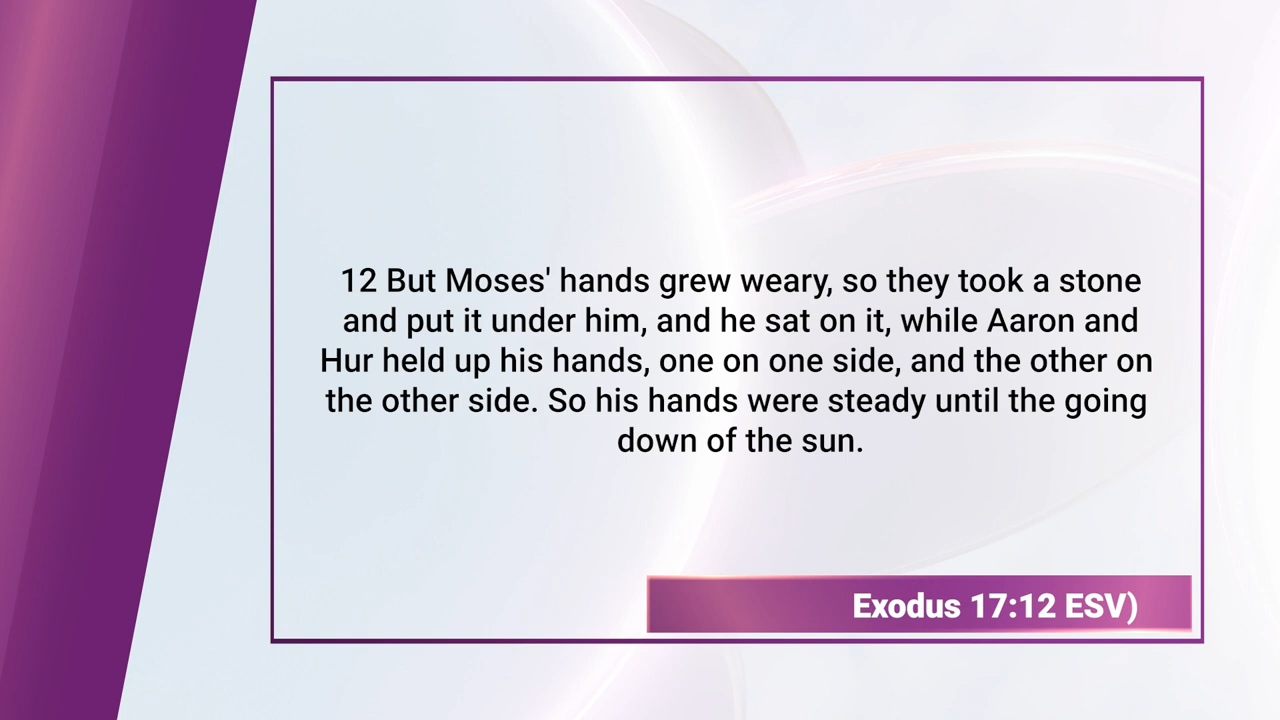 12 But Moses' hands grew weary, so they took a stone
and put it under him, and he sat on it, while Aaron and
Hur held up his hands, one on one side, and the other on
the other side. So his hands were steady until the going
down of the sun.
Exodus 17:12 ESV)